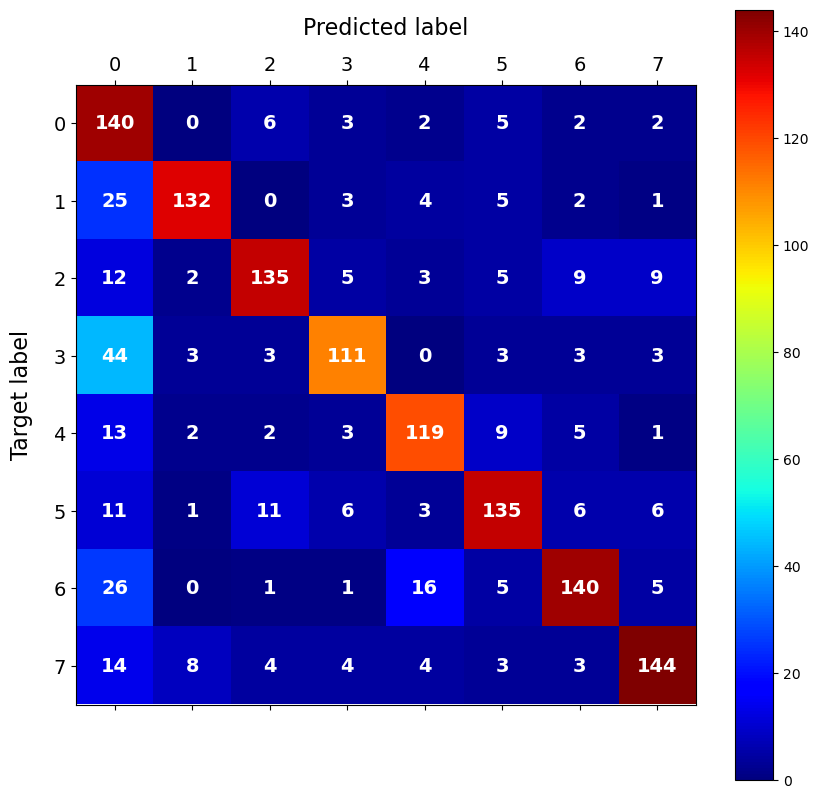 Predicted label
0 1 2 3 4 5 6 7
0 140 0 6 3 2 5 2 2
1 25 132 0 3 4 5 2 1
2 12 2 135 5 3 5 9 9
3 44 3 3 111 0 3 3 3
4 13 2 2 3 119 9 5 1
5 11 1 11 6 3 135 6 6
6 26 0 1 1 16 5 140 5
7 14 8 4 4 4 3 3 144
Target label
140
120
100
80
60
40
20
0